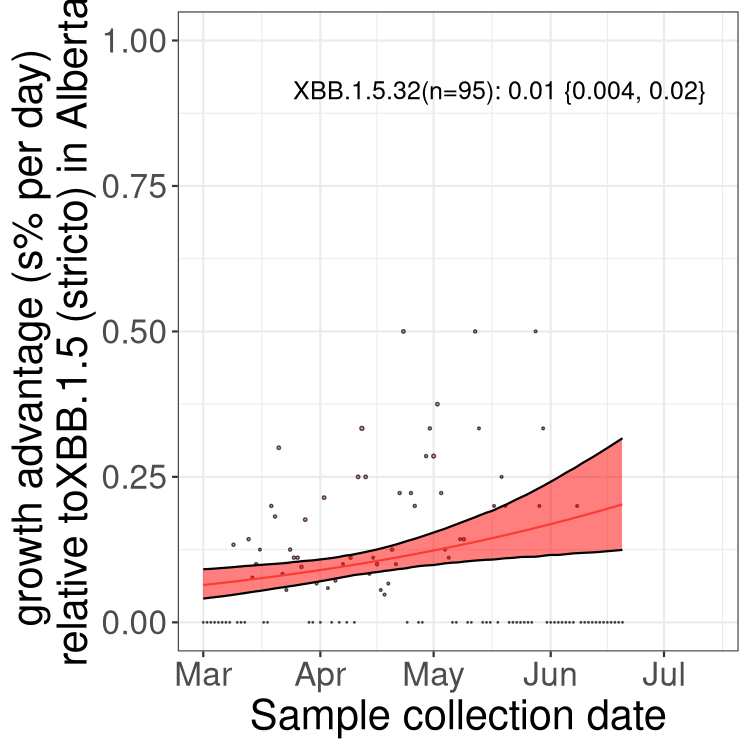 growth advantage (s% per day)
relative toXBB.1.5 (stricto) in Alberta
1.00
0.75
0.50
0.25
0.00
XBB.1.5.32(n=95): 0.01 {0.004, 0.02}
Mar
Apr
May
Jun
Jul
Sample collection date